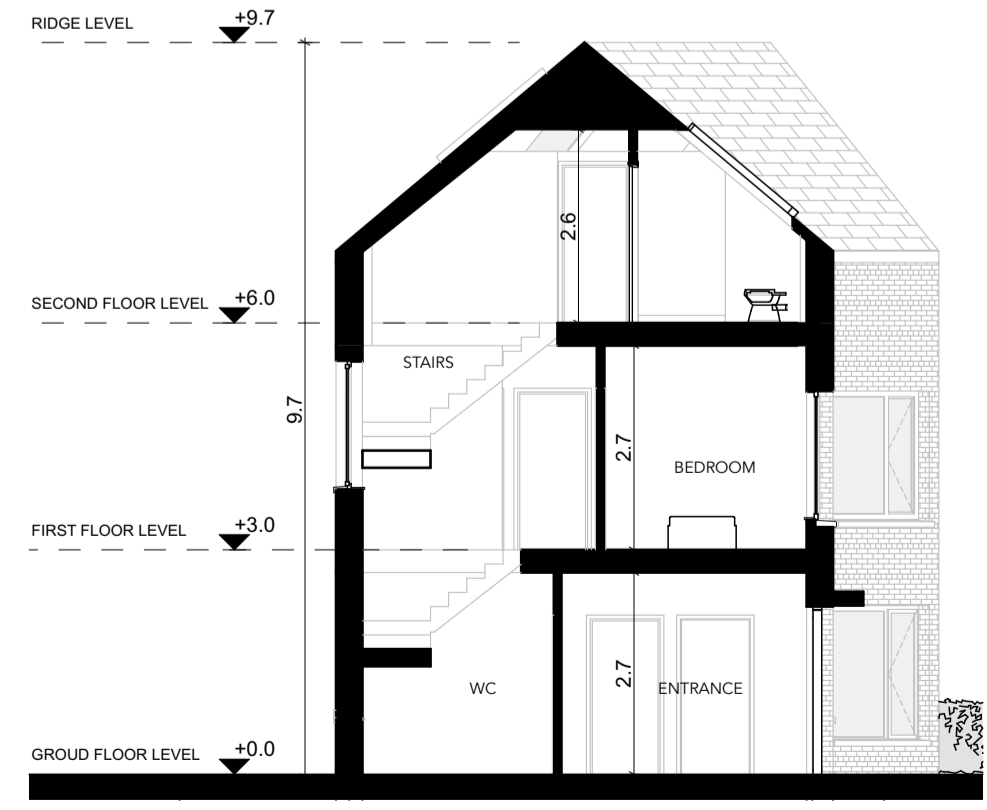 RIDGE LEVEL
+9.7
2.6
SECOND FLOOR LEVEL
+6.0
STAIRS
9.7
2.7
BEDROOM
FIRST FLOOR LEVEL
+3.0
2.7
WC
ENTRANCE
GROUD FLOOR LEVEL
+0.0